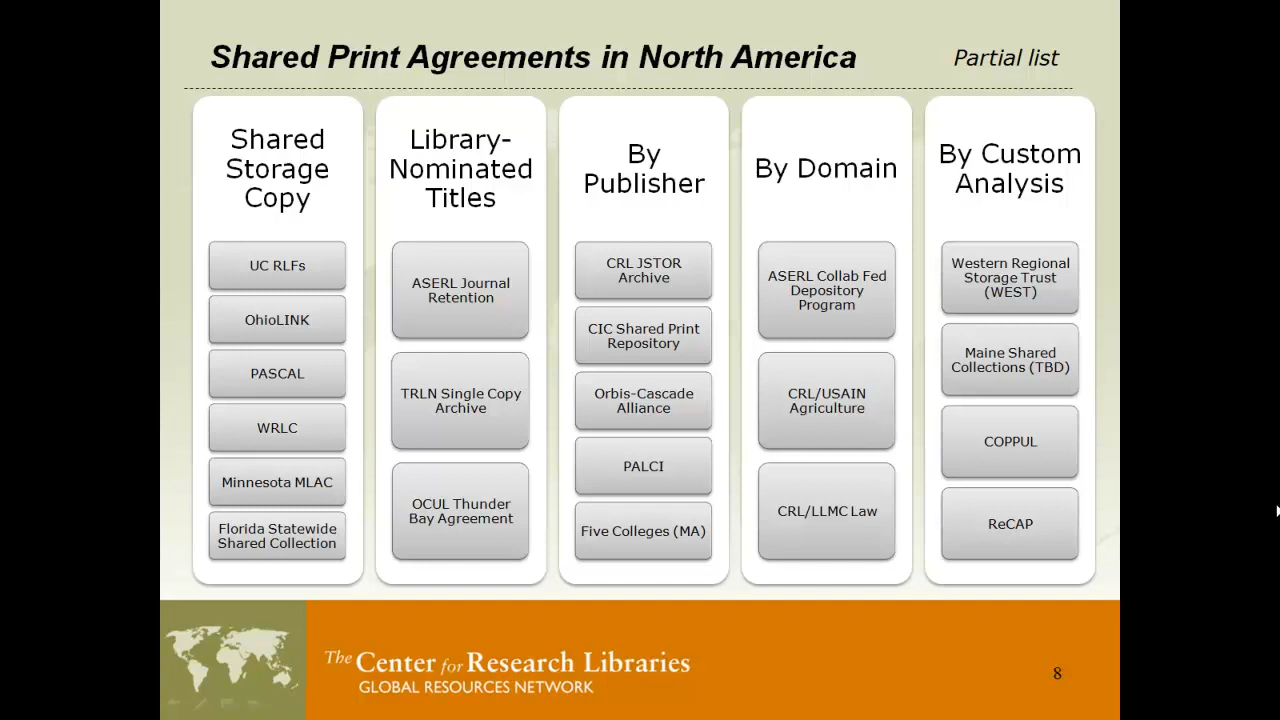 Shared Print Agreements in North America
Partial list
Shared
Storage
Copy
UC RLFs
OhioLINK
PASCAL
WRLC
Minnesota MLAC
Florida Statewide
Shared Collection
Library-
Nominated
Titles
ASERL Journal
Retention
TRLN Single Copy
Archive
OCUL Thunder
Bay Agreement
By
Publisher
CRL JSTOR
Archive
CIC Shared Print
Repository
Orbis-Cascade
Alliance
PALCI
Five Colleges (MA)
By Domain
ASERL Collab Fed
Depository
Program
CRL/USAIN
Agriculture
CRL/LLMC Law
By Custom
Analysis
Western Regional
Storage Trust
(WEST)
Maine Shared
Collections (TBD)
COPPUL
ReCAP
The Center for Research Libraries
GLOBAL RESOURCES NETWORK
8